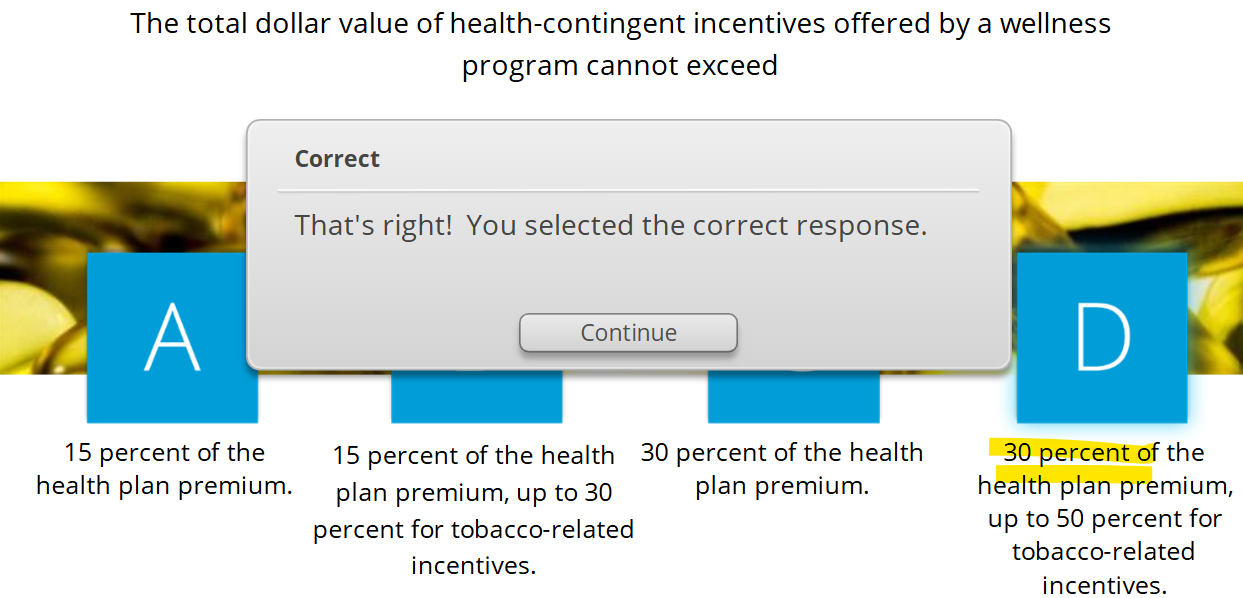 The total dollar value of health-contingent incentives offered by a wellness
program cannot exceed
Correct
That's right! You selected the correct response.
Continue
A
D
15 percent of the
health plan premium.
15 percent of the health
plan premium, up to 30
percent for tobacco-related
incentives.
30 percent of the health
plan premium.
30 percent of the
health plan premium,
up to 50 percent for
tobacco-related
incentives.